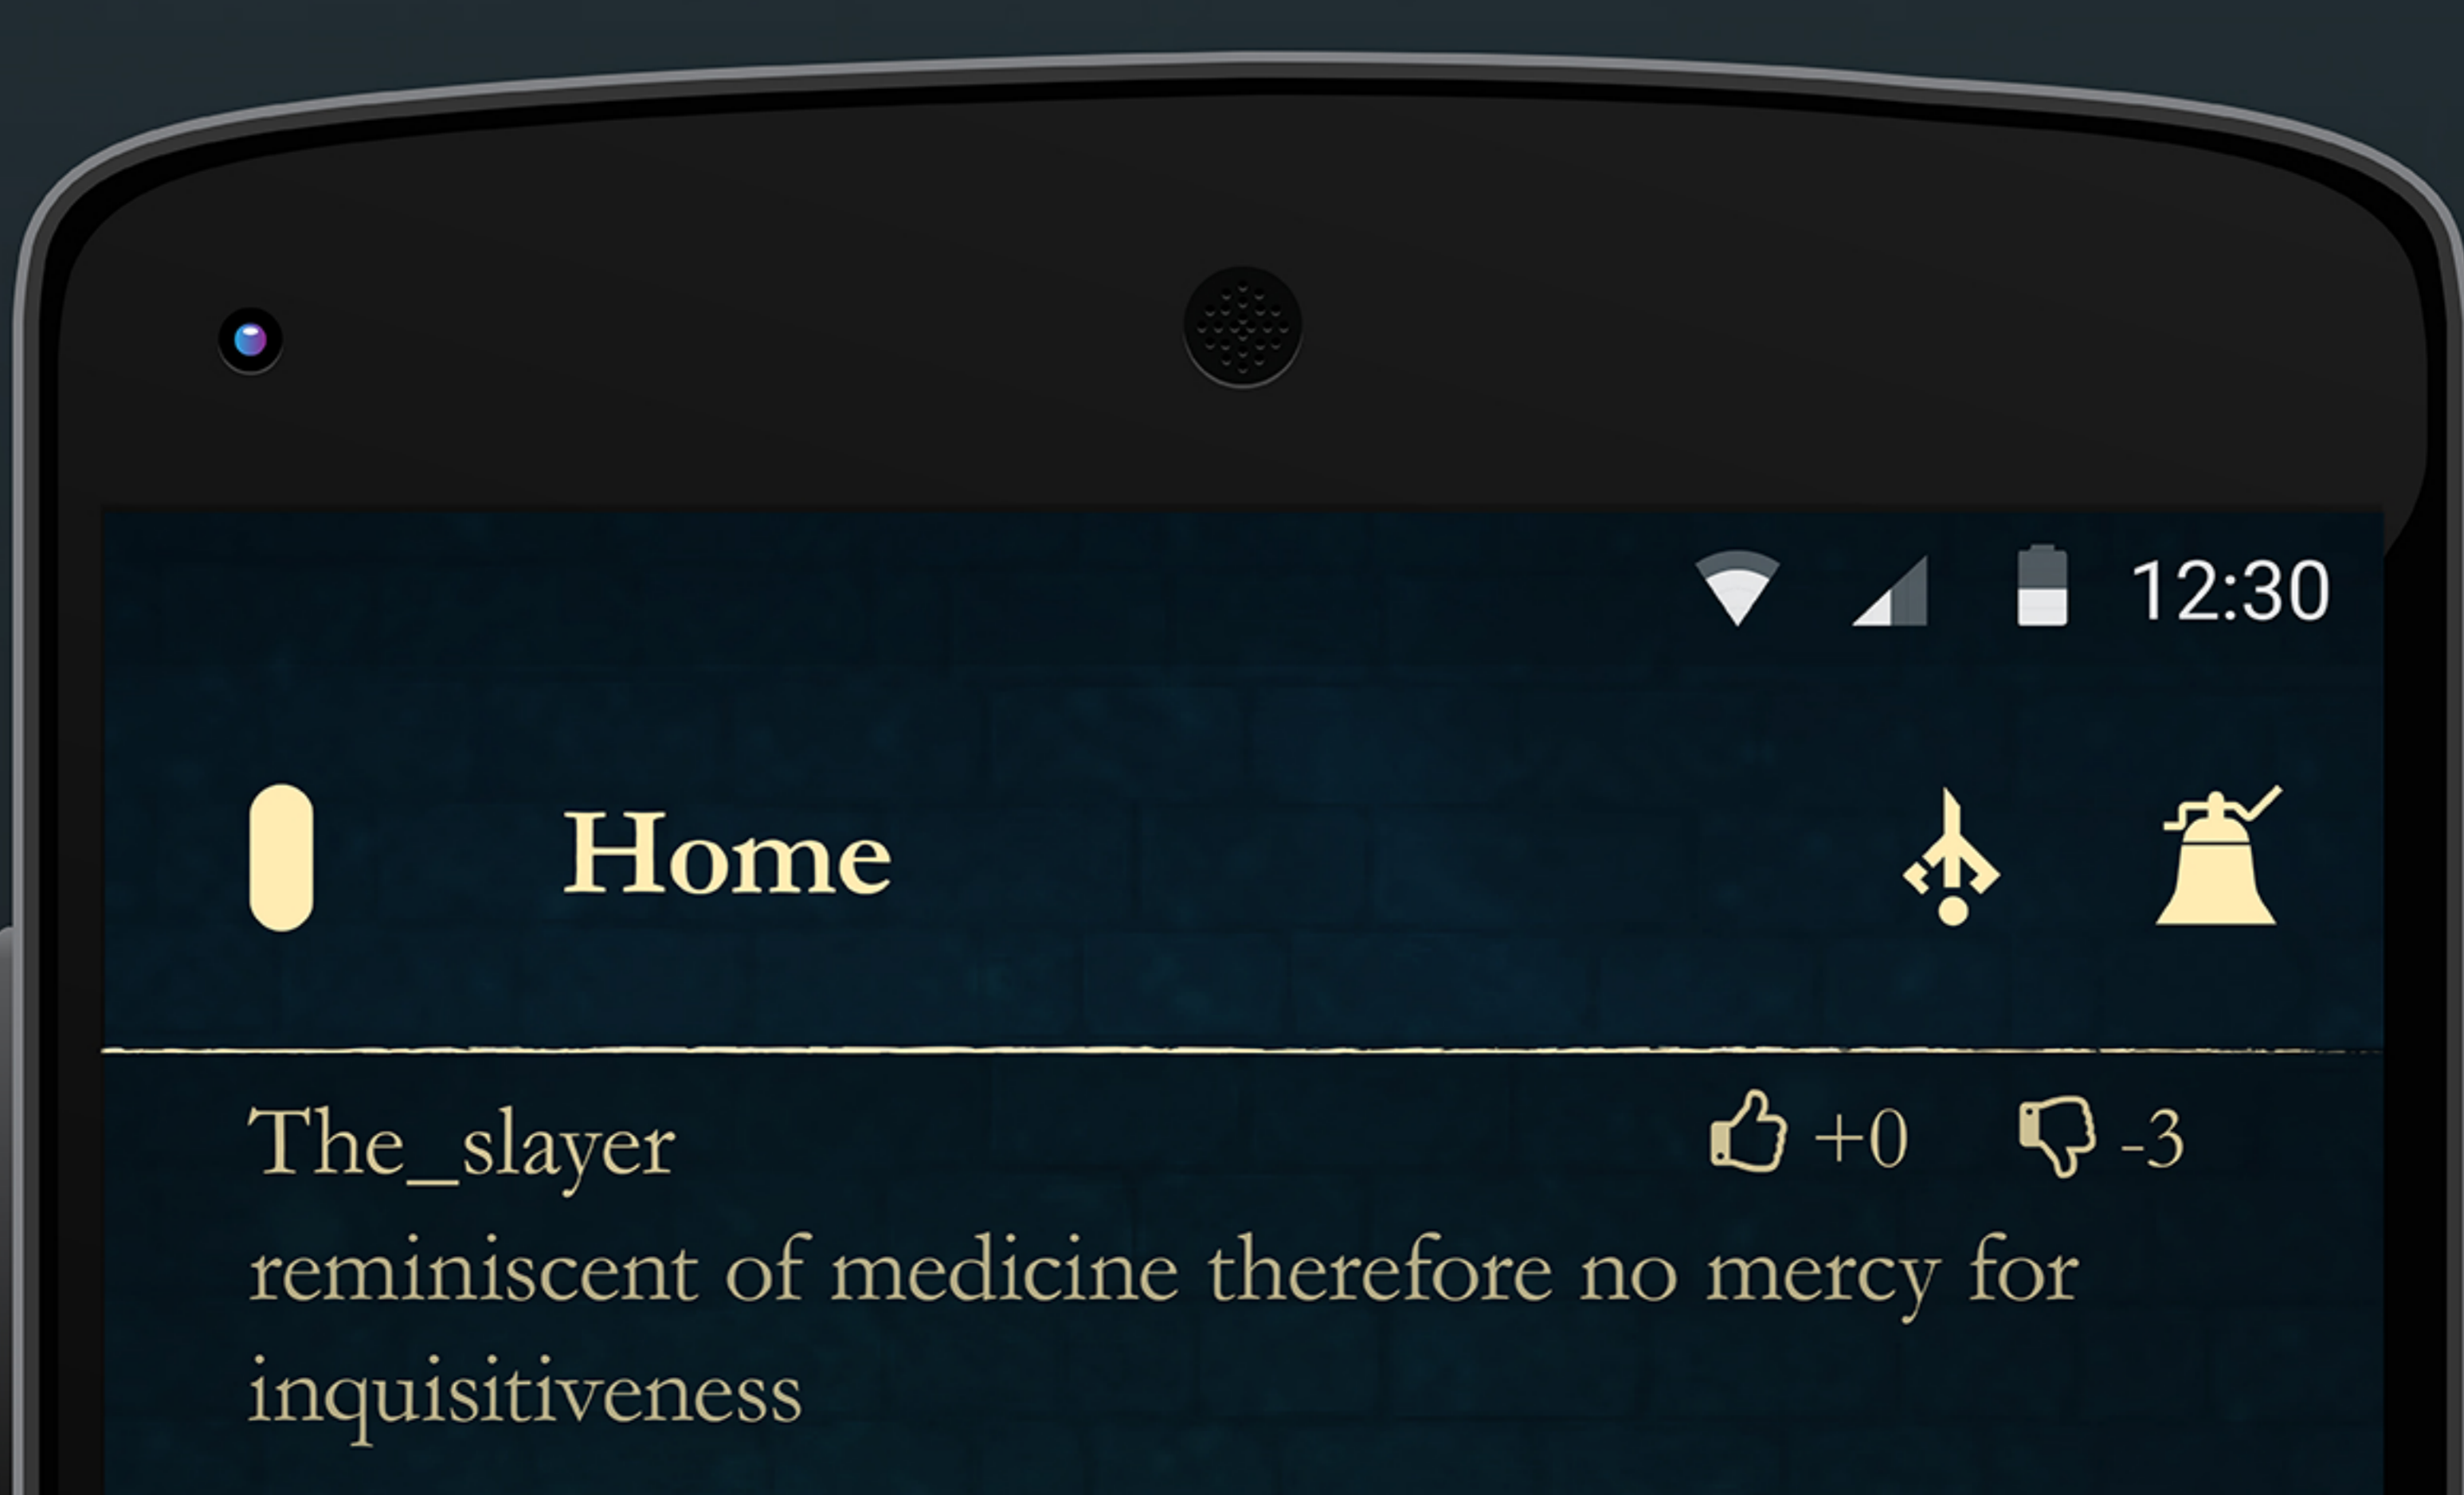 12:30
Home
The_slayer +0 -3
reminiscent of medicine therefore no mercy for
inquisitiveness